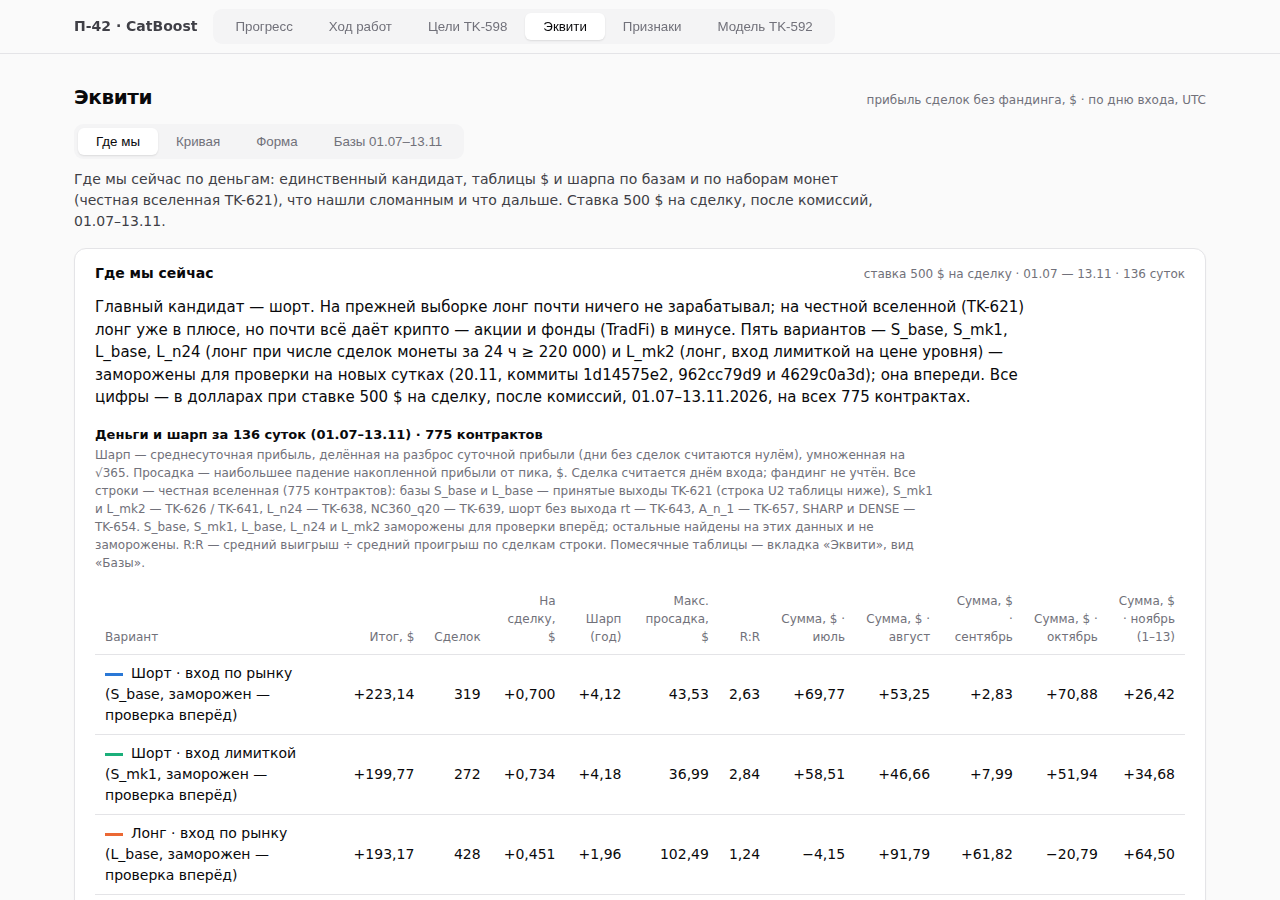 П-42 · CatBoost
Прогресс
Ход работ
Цели TK-598
Эквити
Признаки
Модель TK-592
Эквити
прибыль сделок без фандинга, $ · по дню входа, UTC
Где мы
Кривая
Форма
Базы 01.07–13.11
Где мы сейчас по деньгам: единственный кандидат, таблицы $ и шарпа по базам и по наборам монет
(честная вселенная TK-621), что нашли сломанным и что дальше. Ставка 500 $ на сделку, после комиссий,
01.07–13.11.
Где мы сейчас
ставка 500 $ на сделку · 01.07 — 13.11 · 136 суток
Главный кандидат — шорт. На прежней выборке лонг почти ничего не зарабатывал; на честной вселенной (TK-621)
лонг уже в плюсе, но почти всё даёт крипто — акции и фонды (TradFi) в минусе. Пять вариантов — S_base, S_mk1,
L_base, L_n24 (лонг при числе сделок монеты за 24 ч ≥ 220 000) и L_mk2 (лонг, вход лимиткой на цене уровня) —
заморожены для проверки на новых сутках (20.11, коммиты 1d14575e2, 962cc79d9 и 4629c0a3d); она впереди. Все
цифры — в долларах при ставке 500 $ на сделку, после комиссий, 01.07–13.11.2026, на всех 775 контрактах.
Деньги и шарп за 136 суток (01.07–13.11) · 775 контрактов
Шарп — среднесуточная прибыль, делённая на разброс суточной прибыли (дни без сделок считаются нулём), умноженная на
√365. Просадка — наибольшее падение накопленной прибыли от пика, $. Сделка считается днём входа; фандинг не учтён. Все
строки — честная вселенная (775 контрактов): базы S_base и L_base — принятые выходы TK-621 (строка U2 таблицы ниже), S_mk1
и L_mk2 — TK-626 / TK-641, L_n24 — TK-638, NC360_q20 — TK-639, шорт без выхода rt — TK-643, A_n_1 — TK-657, SHARP и DENSE —
TK-654. S_base, S_mk1, L_base, L_n24 и L_mk2 заморожены для проверки вперёд; остальные найдены на этих данных и не
заморожены. R:R — средний выигрыш ÷ средний проигрыш по сделкам строки. Помесячные таблицы — вкладка «Эквити», вид
«Базы».
Вариант
Итог, $
Сделок
На
сделку,
$
Шарп
(год)
Макс.
просадка,
$
R:R
Сумма, $ ·
июль
Сумма, $ ·
август
Сумма, $
·
сентябрь
Сумма, $ ·
октябрь
Сумма, $
· ноябрь
(1–13)
Шорт · вход по рынку
(S_base, заморожен —
проверка вперёд)
+223,14 319 +0,700 +4,12 43,53 2,63 +69,77 +53,25 +2,83 +70,88 +26,42
Шорт · вход лимиткой
(S_mk1, заморожен —
проверка вперёд)
+199,77 272 +0,734 +4,18 36,99 2,84 +58,51 +46,66 +7,99 +51,94 +34,68
Лонг · вход по рынку
(L_base, заморожен —
проверка вперёд)
+193,17 428 +0,451 +1,96 102,49 1,24 −4,15 +91,79 +61,82 −20,79 +64,50